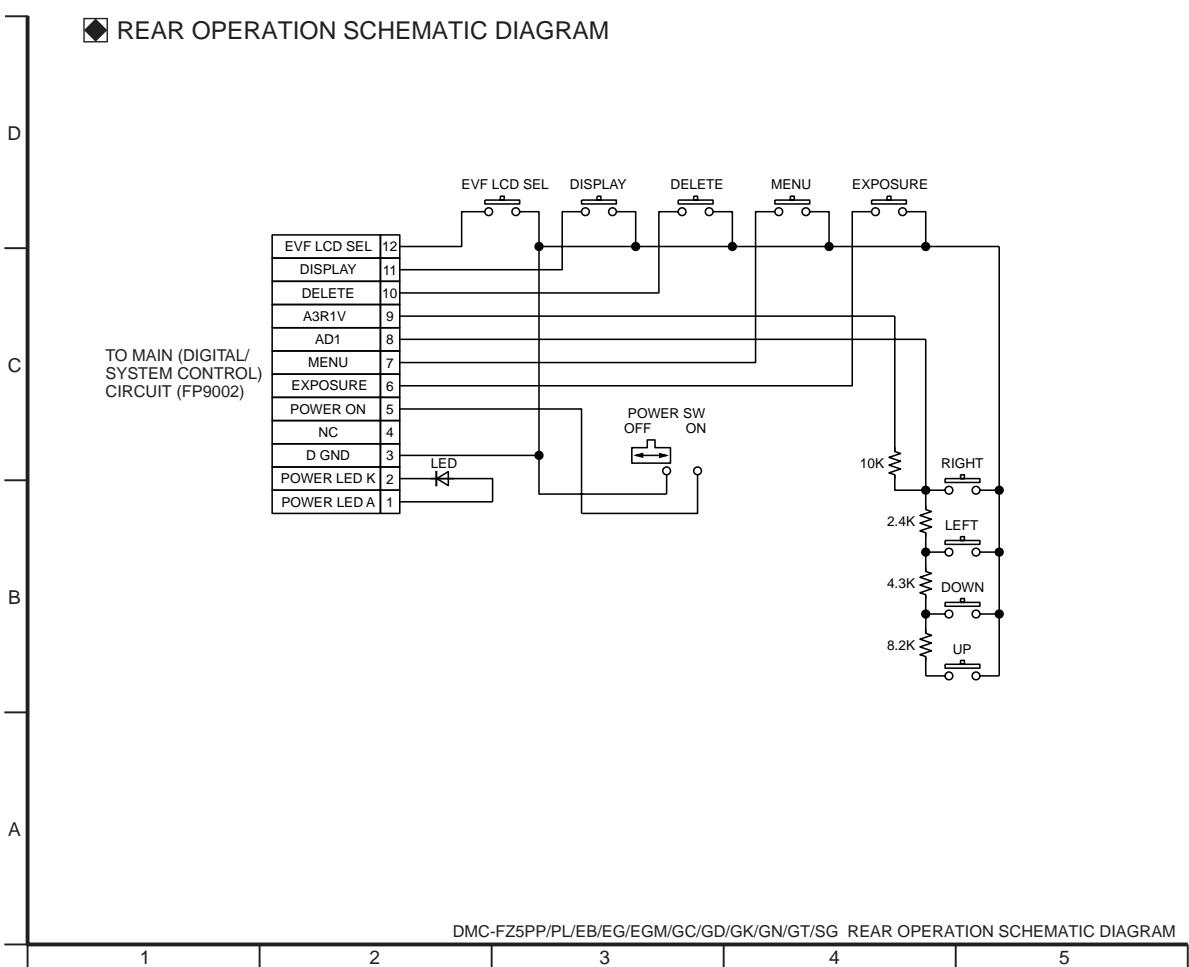 REAR OPERATION SCHEMATIC DIAGRAM
D
EVF LCD SEL DISPLAY DELETE MENU EXPOSURE
EVF LCD SEL 12
DISPLAY 11
DELETE 10
A3R1V 9
AD1 8
MENU 7
EXPOSURE 6
POWER ON 5
NC 4
D GND 3
POWER LED K 2
POWER LED A 1
C
TO MAIN (DIGITAL/
SYSTEM CONTROL)
CIRCUIT (FP9002)
LED
POWER SW
OFF ON
10K RIGHT
2.4K LEFT
B
4.3K DOWN
8.2K UP
A
DMC-FZ5PP/PL/EB/EG/EGM/GC/GD/GK/GN/GT/SG REAR OPERATION SCHEMATIC DIAGRAM
1 2 3 4 5